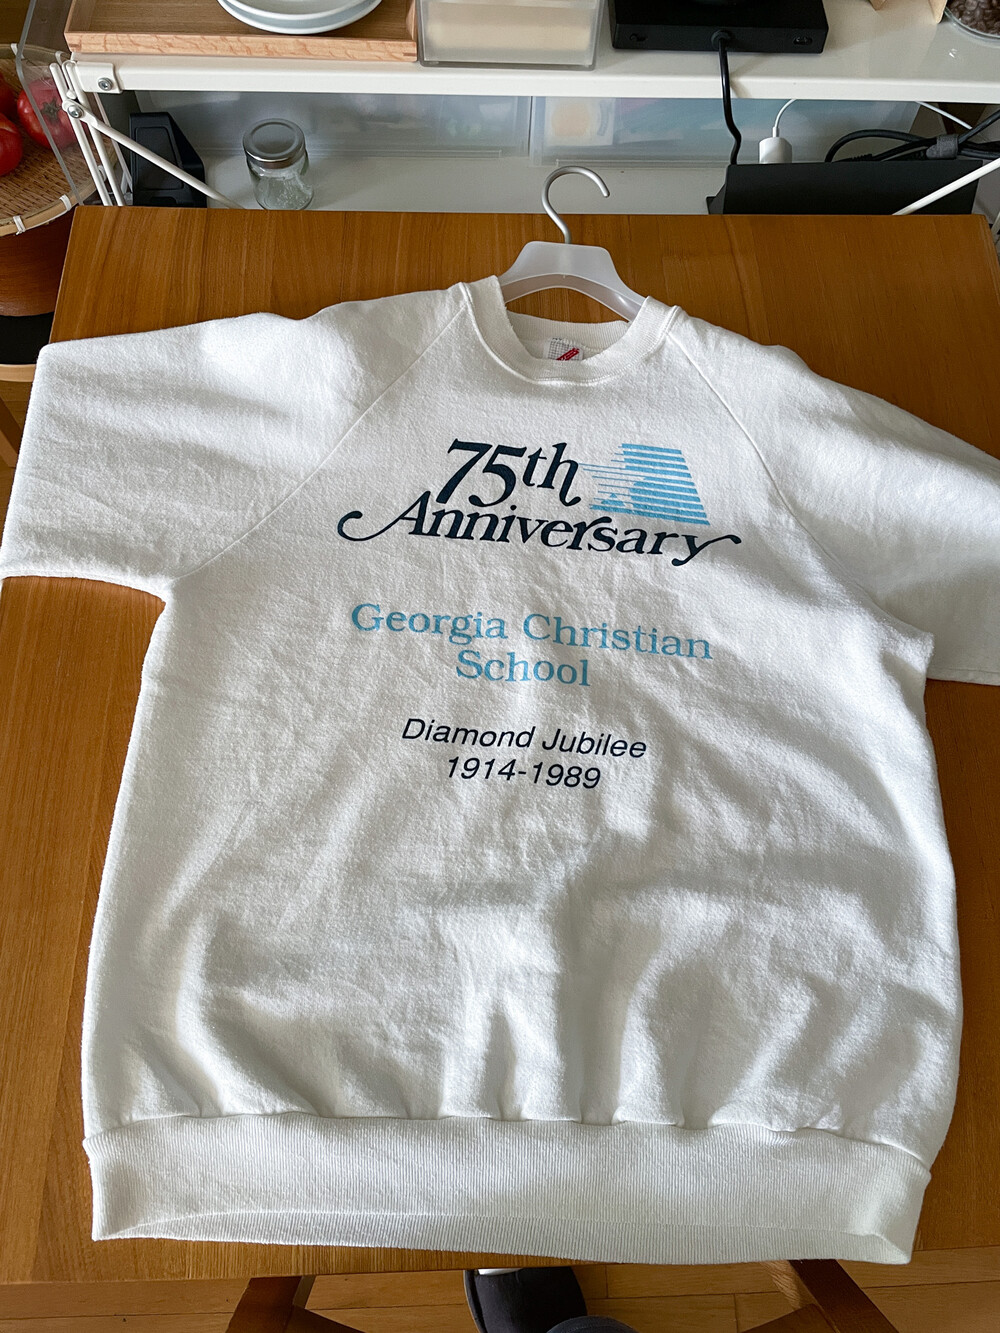 75th
Anniversary
Georgia Christian
School
Diamond Jubilee
1914-1989